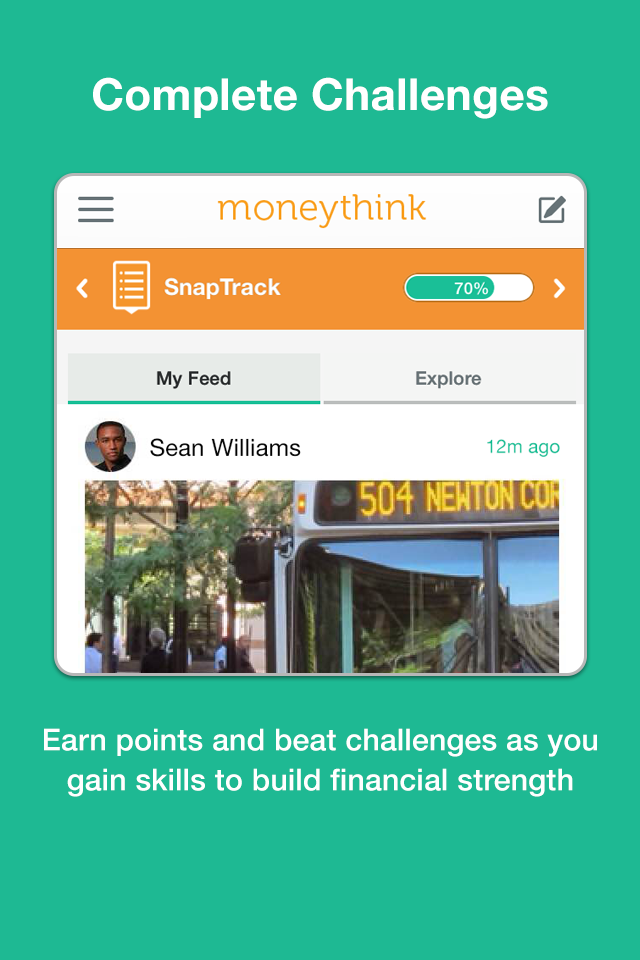 Complete Challenges
moneythink
SnapTrack 70%
My Feed Explore
Sean Williams 12m ago
504 NEWTON COR
Earn points and beat challenges as you
gain skills to build financial strength